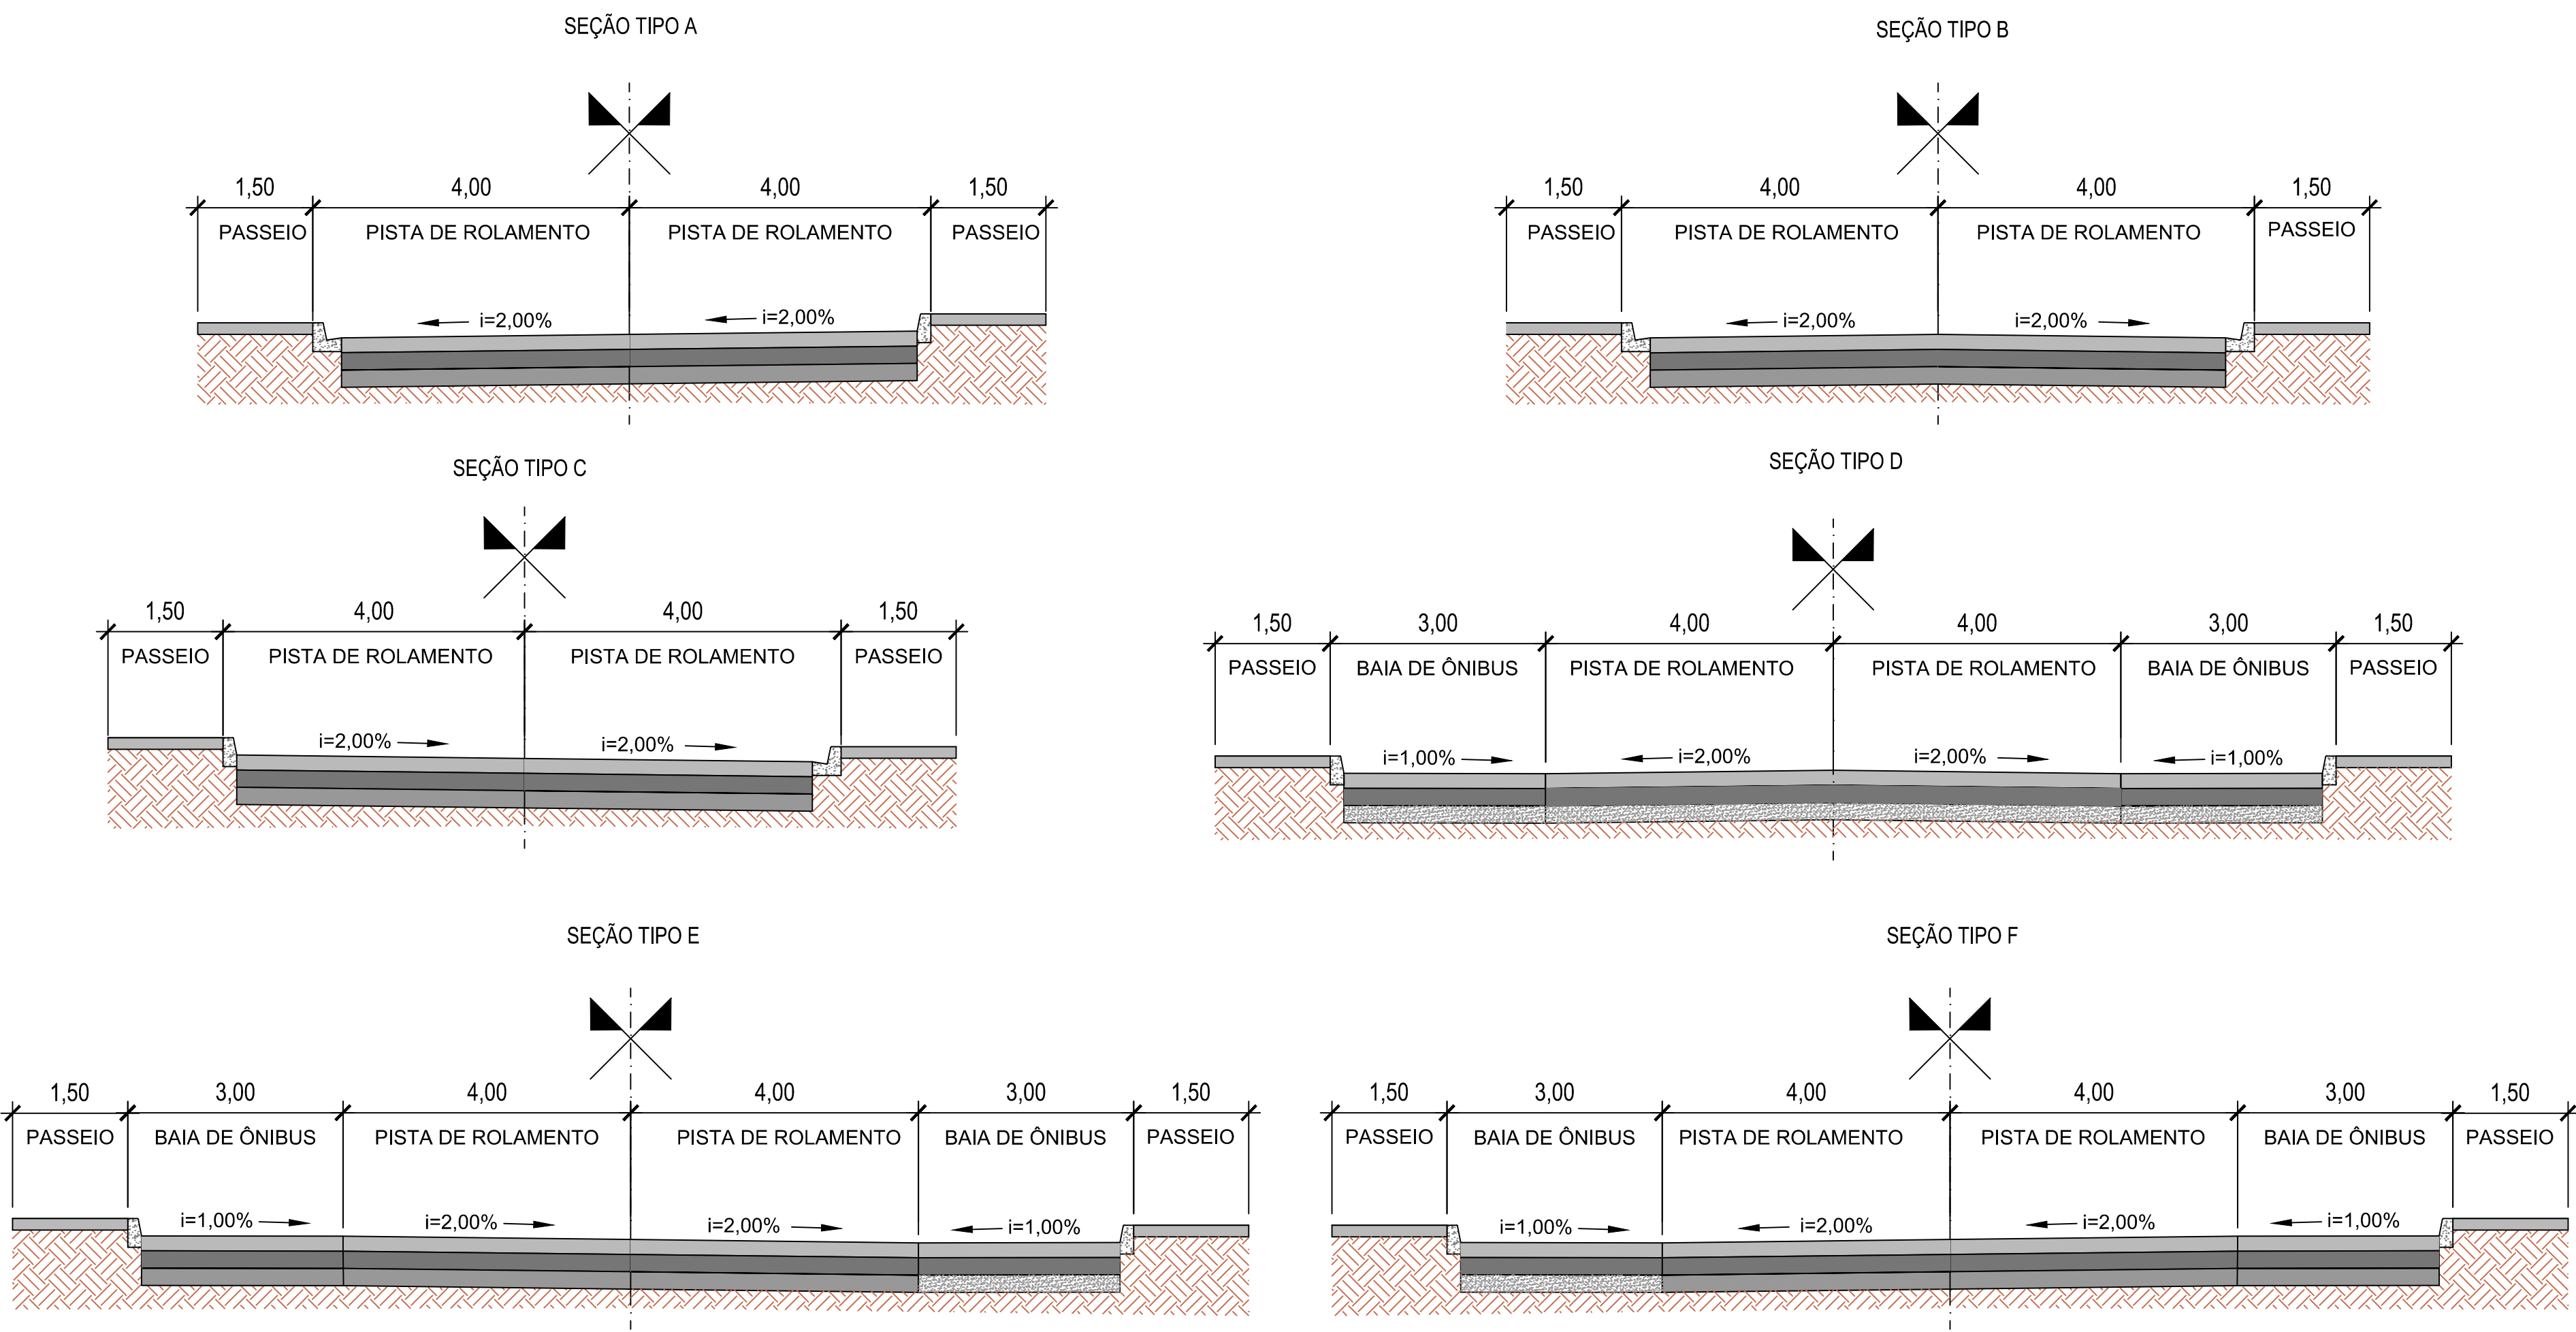 SEÇÃO TIPO A
1,50 4,00 4,00 1,50
PASSEIO PISTA DE ROLAMENTO PISTA DE ROLAMENTO PASSEIO
i=2,00% i=2,00%
SEÇÃO TIPO B
1,50 4,00 4,00 1,50
PASSEIO PISTA DE ROLAMENTO PISTA DE ROLAMENTO PASSEIO
i=2,00% i=2,00%
SEÇÃO TIPO C
1,50 4,00 4,00 1,50
PASSEIO PISTA DE ROLAMENTO PISTA DE ROLAMENTO PASSEIO
i=2,00% i=2,00%
SEÇÃO TIPO D
1,50 3,00 4,00 4,00 3,00 1,50
PASSEIO BAIA DE ÔNIBUS PISTA DE ROLAMENTO PISTA DE ROLAMENTO BAIA DE ÔNIBUS PASSEIO
i=1,00% i=2,00% i=2,00% i=1,00%
SEÇÃO TIPO E
1,50 3,00 4,00 4,00 3,00 1,50
PASSEIO BAIA DE ÔNIBUS PISTA DE ROLAMENTO PISTA DE ROLAMENTO BAIA DE ÔNIBUS PASSEIO
i=1,00% i=2,00% i=2,00% i=1,00%
SEÇÃO TIPO F
1,50 3,00 4,00 4,00 3,00 1,50
PASSEIO BAIA DE ÔNIBUS PISTA DE ROLAMENTO PISTA DE ROLAMENTO BAIA DE ÔNIBUS PASSEIO
i=1,00% i=2,00% i=2,00% i=1,00%